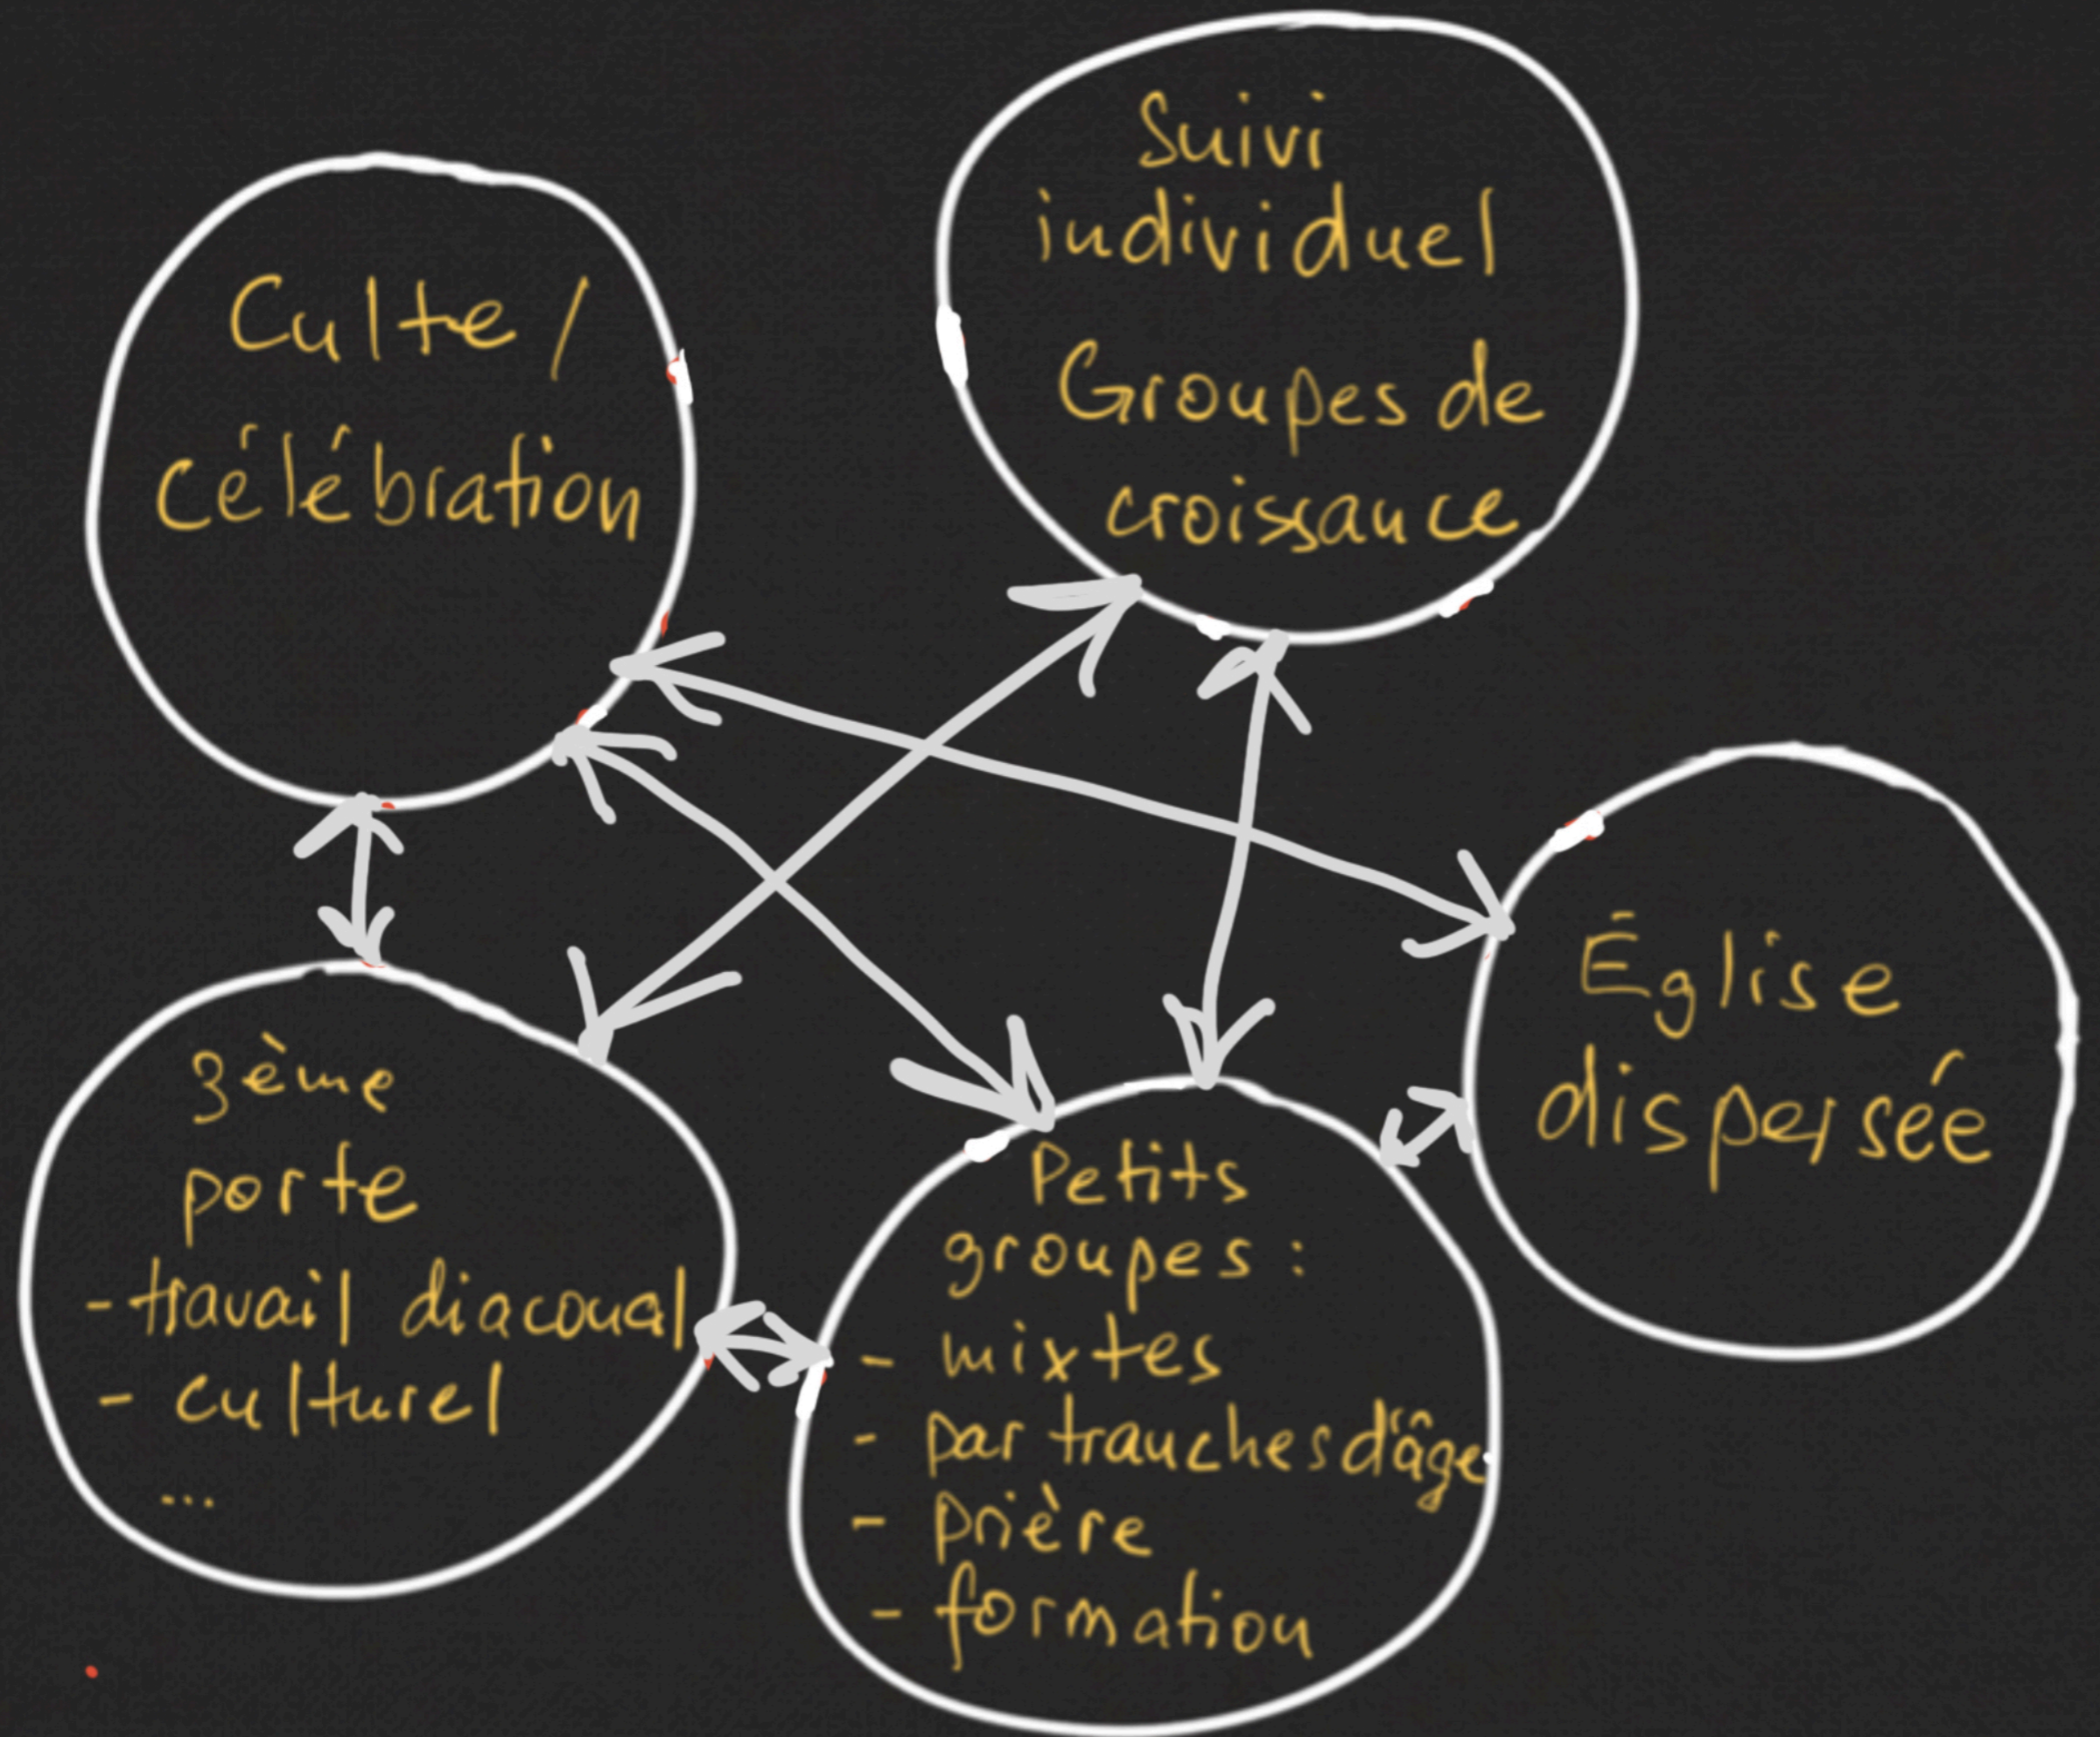 Culte /
célébration
Suivi
individuel
Groupes de
croissance
Église
dispersée
3ème
porte
- travail diaconal
- culturel
...
Petits
groupes :
- mixtes
- par tranches d'âge
- prière
- formation